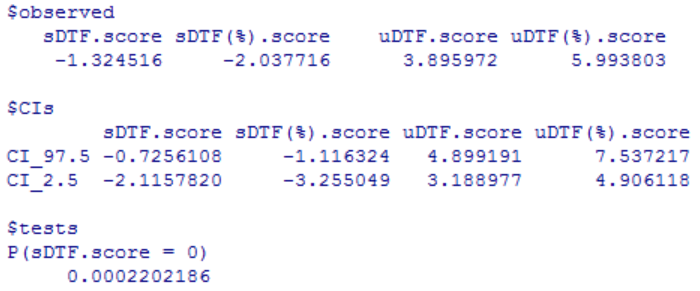 $observed
sDTF.score sDTF(%).score uDTF.score uDTF(%).score
-1.324516 -2.037716 3.895972 5.993803
$CIs
sDTF.score sDTF(%).score uDTF.score uDTF(%).score
CI_97.5 -0.7256108 -1.116324 4.899191 7.537217
CI_2.5 -2.1157820 -3.255049 3.188977 4.906118
$tests
P(sDTF.score = 0)
0.0002202186